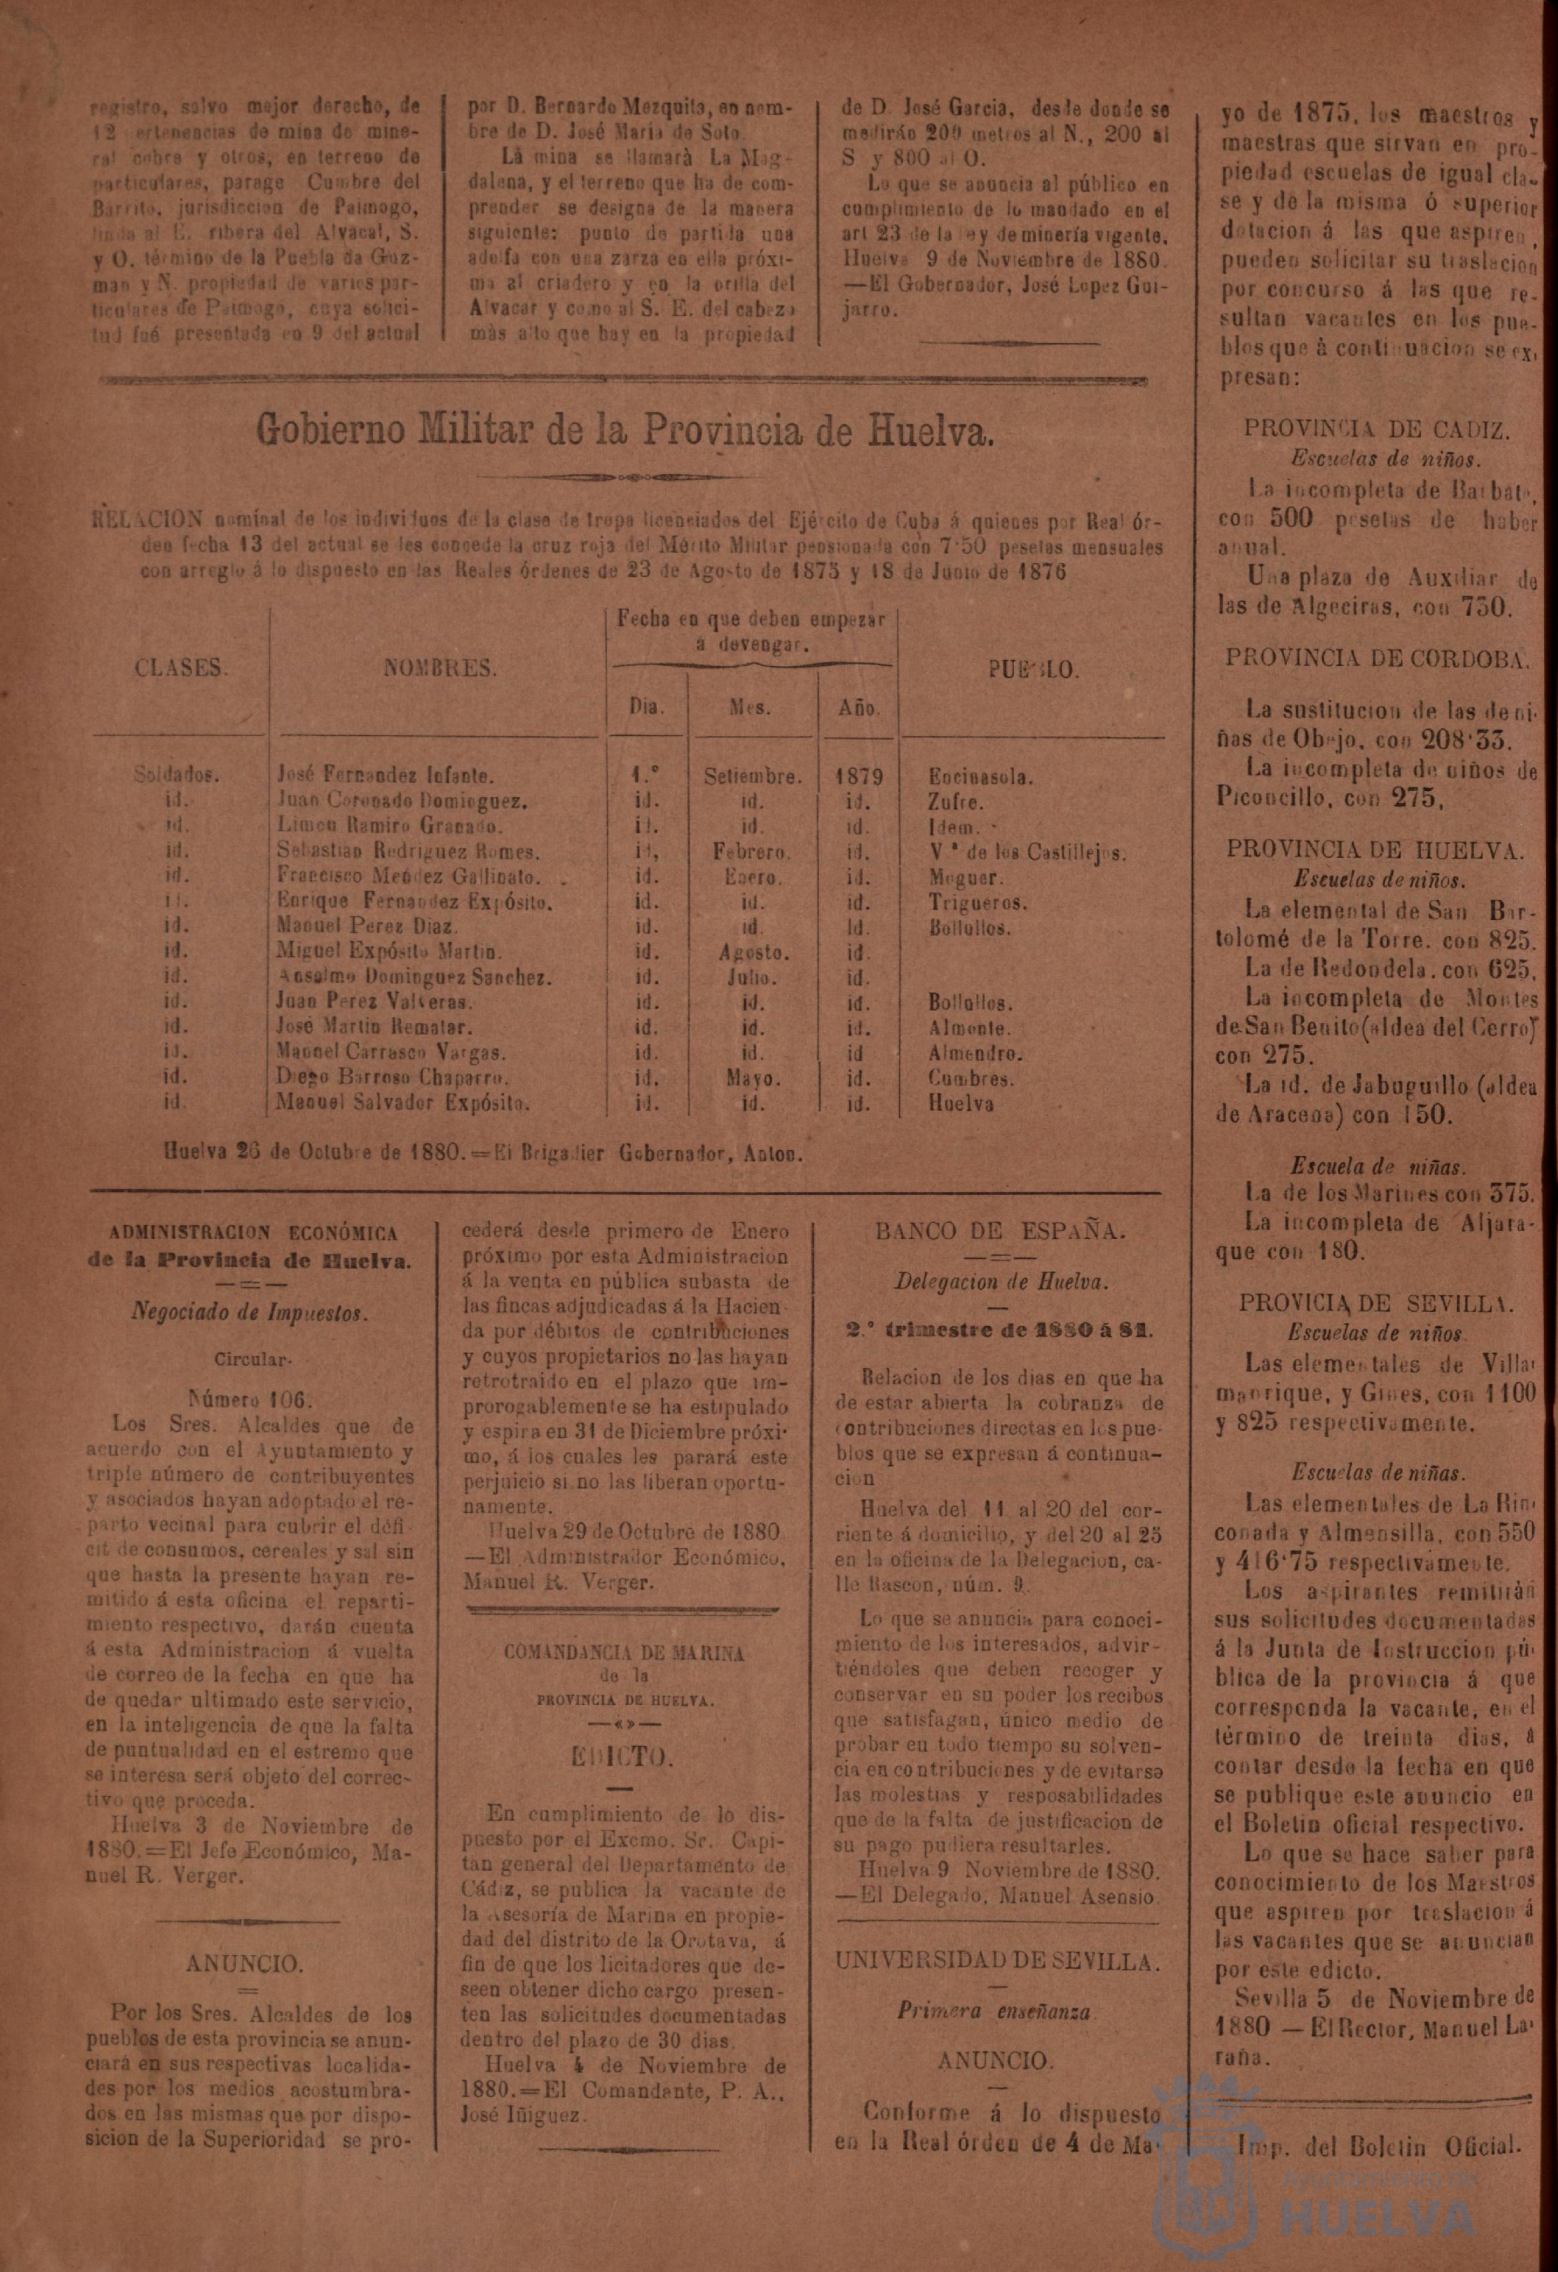 registro, salvo mejor derecho, de
12 ertenencias de mina de mine-
ral cobre y otros, en terreno de
particulares, parage Cumbre del
Barrito, jurisdiccion de Paimogo,
linda al E. ribera del Alvacal, S.
y O. término de la Puebla da Guz-
man y N. propiedad de varios par-
ticulares de Paimogo, cuya solici-
tud fué presentada en 9 del actual
por D. Bernardo Mezquita, en nom-
bre de D. José María de Soto.
Lá mina se llamará La Mag-
dalena, y el terreno que ha de com-
prender se designa de la manera
siguiente: punto de partida una
adelfa con una zarza en ella próxi-
ma al criadero y en la orilla del
Alvacar y como al S. E. del cabezo
màs alto que hay en la propiedad
de D. José Garcia, desde donde se
medirán 200 metros al N., 200 al
S y 800 al O.
Lo que se anuncia al público en
cumplimiento de lo mandado en el
art 23 de la ley de minería vigente.
Huelva 9 de Noviembre de 1880.
—El Gobernador, José Lopez Gui-
jarro.
Gobierno Militar de la Provincia de Huelva.
RELACION nominal de los individuos de la clase de tropa licenciados del Ejército de Cuba á quienes por Real ór-
den fecha 13 del actual se les concede la cruz roja del Mérito Militar pensionada con 7'50 pesetas mensuales
con arreglo á lo dispuesto en las Reales órdenes de 23 de Agosto de 1875 y 18 de Junio de 1876
CLASES. NOMBRES. Fecha en que deben empezar á devengar. PUEBLO.
Dia. Mes. Año.
Soldados. José Fernandez Infante. 1.º Setiembre. 1879 Encinasola.
id. Juan Coronado Dominguez. id. id. id. Zufre.
id. Limon Ramiro Granado. id. id. id. Idem.
id. Sebastian Redriguez Romes. id, Febrero. id. V.ª de los Castillejos.
id. Francisco Mendez Gallinato. id. Enero. id. Moguer.
id. Enrique Fernandez Expósito. id. id. id. Trigueros.
id. Manuel Perez Diaz. id. id. Id. Bollullos.
id. Miguel Expósito Martin. id. Agosto. id.
id. Anselmo Dominguez Sanchez. id. Julio. id.
id. Juan Perez Valseras. id. id. id. Bollullos.
id. José Martin Rematar. id. id. id. Almonte.
id. Manuel Carrasco Vargas. id. id. id Almendro.
id. Diego Barroso Chaparro. id. Mayo. id. Cumbres.
id. Manuel Salvador Expósito. id. id. id. Huelva
Huelva 26 de Octubre de 1880.=El Brigadier Gobernador, Anton.
ADMINISTRACION ECONÓMICA
de la Provincia de Huelva.
Negociado de Impuestos.
Circular.
Número 106.
Los Sres. Alcaldes que de
acuerdo con el Ayuntamiento y
triple número de contribuyentes
y asociados hayan adoptado el re-
parto vecinal para cubrir el défi-
cit de consumos, cereales y sal sin
que hasta la presente hayan re-
mitido á esta oficina el reparti-
miento respectivo, darán cuenta
á esta Administracion á vuelta
de correo de la fecha en que ha
de quedar ultimado este servicio,
en la inteligencia de que la falta
de puntualidad en el estremo que
se interesa será objeto del correc-
tivo que proceda.
Huelva 3 de Noviembre de
1880.=El Jefe Económico, Ma-
nuel R. Verger.
ANUNCIO.
Por los Sres. Alcaldes de los
pueblos de esta provincia se anun-
ciará en sus respectivas localida-
des por los medios acostumbra-
dos en las mismas que por dispo-
sicion de la Superioridad se pro-
cederá desde primero de Enero
próximo por esta Administracion
á la venta en pública subasta de
las fincas adjudicadas á la Hacien-
da por débitos de contribuciones
y cuyos propietarios no las hayan
retrotraido en el plazo que im-
prorogablemente se ha estipulado
y espira en 31 de Diciembre próxi-
mo, á los cuales les parará este
perjuicio si no las liberan oportu-
namente.
Huelva 29 de Octubre de 1880.
—El Administrador Económico,
Manuel R. Verger.
COMANDANCIA DE MARINA
de la
PROVINCIA DE HUELVA.
EDICTO.
En cumplimiento de lo dis-
puesto por el Excmo. Sr. Capi-
tan general del Departamento de
Cádiz, se publica la vacante de
la Asesoría de Marina en propie-
dad del distrito de la Orotava, á
fin de que los licitadores que de-
seen obtener dicho cargo presen-
ten las solicitudes documentadas
dentro del plazo de 30 dias.
Huelva 4 de Noviembre de
1880.=El Comandante, P. A.,
José Iñiguez.
BANCO DE ESPAÑA.
Delegacion de Huelva.
2.º trimestre de 1880 á 81.
Relacion de los dias en que ha
de estar abierta la cobranza de
contribuciones directas en los pue-
blos que se expresan á continua-
cion
Huelva del 11 al 20 del cor-
riente á domicilio, y del 20 al 25
en la oficina de la Delegacion, ca-
lle Rascon, núm. 9.
Lo que se anuncia para conoci-
miento de los interesados, advir-
tiéndoles que deben recoger y
conservar en su poder los recibos
que satisfagan, único medio de
probar en todo tiempo su solven-
cia en contribuciones y de evitarse
las molestias y resposabilidades
que de la falta de justificacion de
su pago pudiera resultarles.
Huelva 9 Noviembre de 1880.
—El Delegado, Manuel Asensio.
UNIVERSIDAD DE SEVILLA.
Primera enseñanza.
ANUNCIO.
Conforme á lo dispuesto
en la Real órden de 4 de Ma-
yo de 1875, los maestros y
maestras que sirvan en pro-
piedad escuelas de igual cla-
se y de la misma ó superior
dotacion á las que aspiren,
pueden solicitar su traslacion
por concurso á las que re-
sultan vacantes en los pue-
blos que à continuacion se ex,
presan:
PROVINCIA DE CADIZ.
Escuelas de niños.
La incompleta de Barbate,
con 500 pesetas de haber
anual.
Una plaza de Auxiliar de
las de Algeciras, con 750.
PROVINCIA DE CORDOBA.
La sustitucion de las de ni-
ñas de Obejo, con 208'33.
La incompleta de niños de
Piconcillo, con 275,
PROVINCIA DE HUELVA.
Escuelas de niños.
La elemental de San Bar-
tolomé de la Torre. con 825.
La de Redondela. con 625,
La incompleta de Montes
de San Benito (aldea del Cerro)
con 275.
La id. de Jabuguillo (aldea
de Aracena) con 150.
Escuela de niñas.
La de los Marines con 375.
La incompleta de Aljara-
que con 180.
PROVICIA DE SEVILLA.
Escuelas de niños.
Las elementales de Villa-
manrique, y Gines, con 1100
y 825 respectivamente.
Escuelas de niñas.
Las elementales de La Rin-
conada y Almensilla, con 550
y 416'75 respectivamente.
Los aspirantes remitirán
sus solicitudes documentadas
á la Junta de Instruccion pú-
blica de la provincia á que
corresponda la vacante, en el
término de treinta dias, á
contar desde la fecha en que
se publique este anuncio en
el Boletin oficial respectivo.
Lo que se hace saber para
conocimiento de los Maestros
que aspiren por traslacion á
las vacantes que se anuncian
por este edicto.
Sevilla 5 de Noviembre de
1880 — El Rector, Manuel La-
raña.
Imp. del Boletin Oficial.
Ayuntamiento de
HUELVA